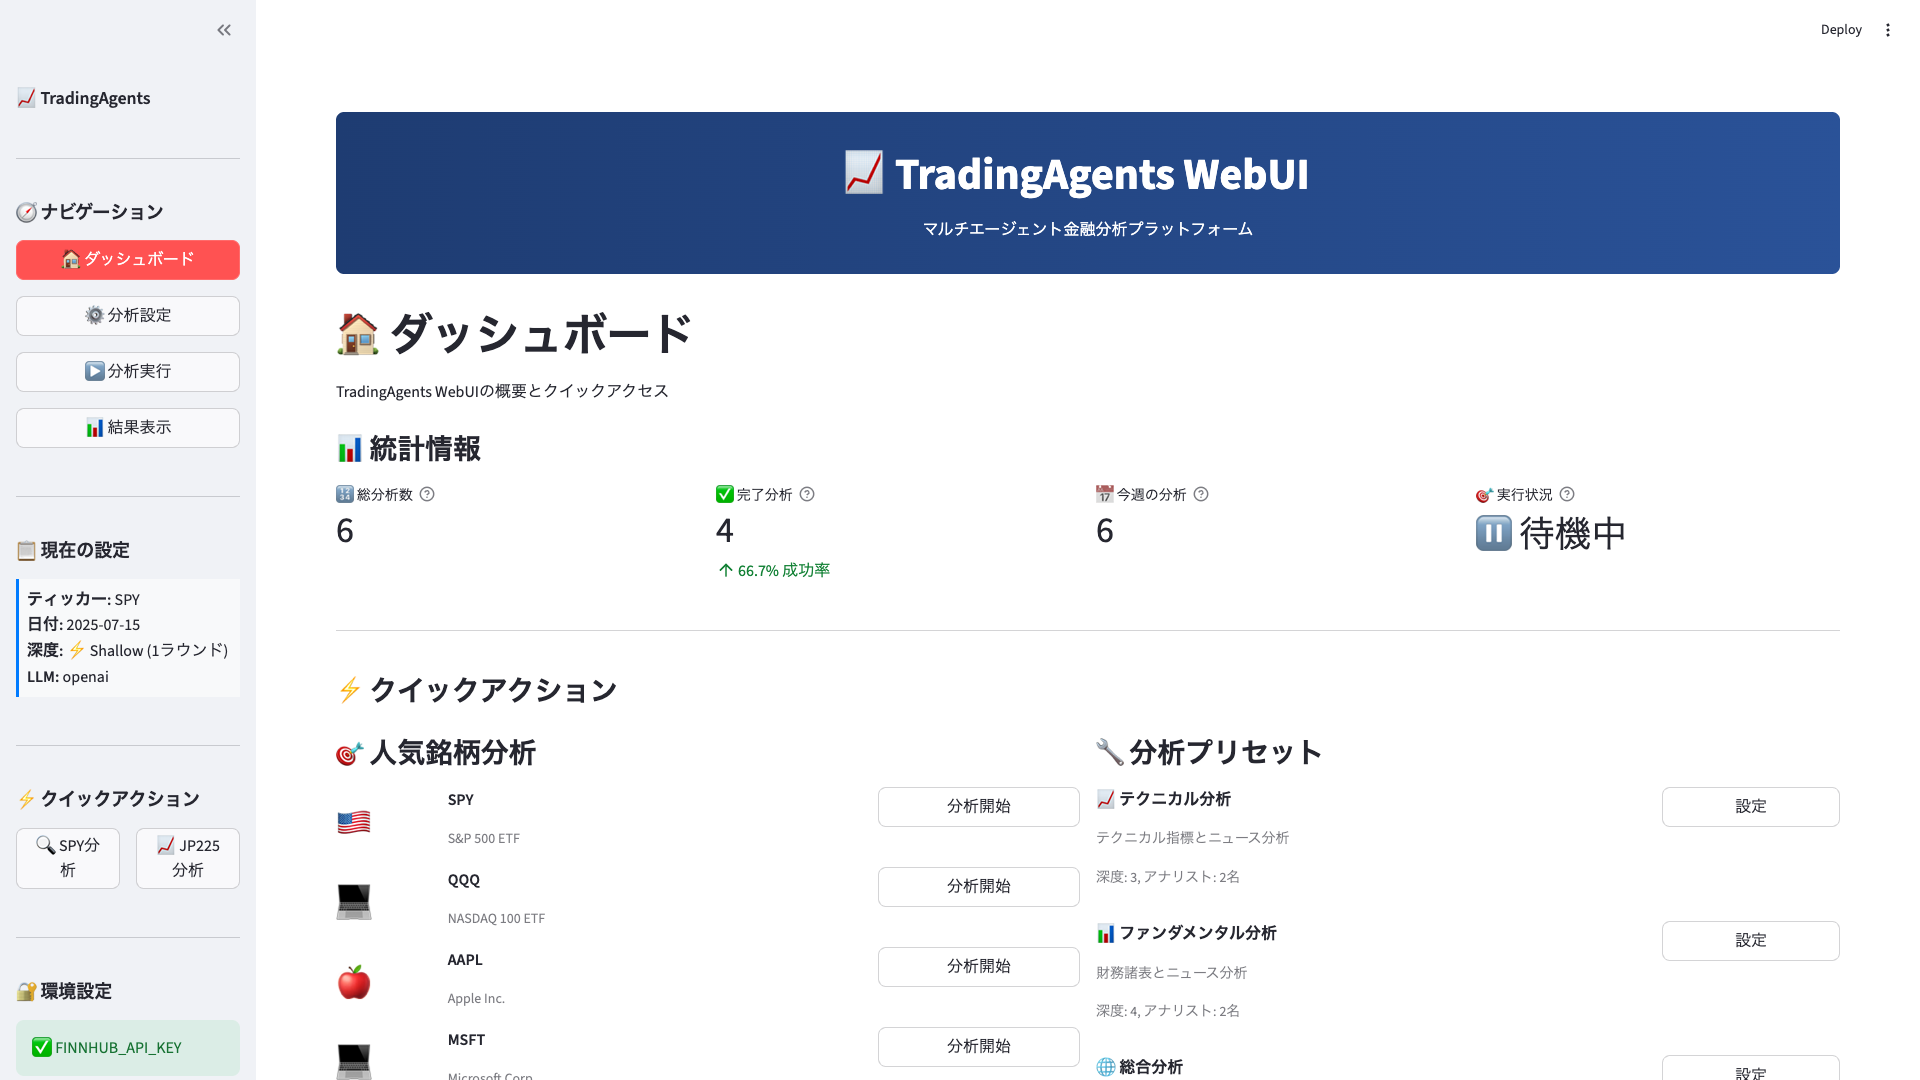 Deploy
TradingAgents
ナビゲーション
ダッシュボード
分析設定
分析実行
結果表示
現在の設定
ティッカー: SPY
日付: 2025-07-15
深度: ⚡ Shallow (1ラウンド)
LLM: openai
クイックアクション
SPY分
析
JP225
分析
環境設定
FINNHUB_API_KEY
TradingAgents WebUI
マルチエージェント金融分析プラットフォーム
ダッシュボード
TradingAgents WebUIの概要とクイックアクセス
統計情報
総分析数
6
完了分析
4
↑ 66.7% 成功率
今週の分析
6
実行状況
待機中
クイックアクション
人気銘柄分析
SPY
S&P 500 ETF
分析開始
QQQ
NASDAQ 100 ETF
分析開始
AAPL
Apple Inc.
分析開始
MSFT
Microsoft Corp.
分析開始
分析プリセット
テクニカル分析
テクニカル指標とニュース分析
深度: 3, アナリスト: 2名
設定
ファンダメンタル分析
財務諸表とニュース分析
深度: 4, アナリスト: 2名
設定
総合分析
設定